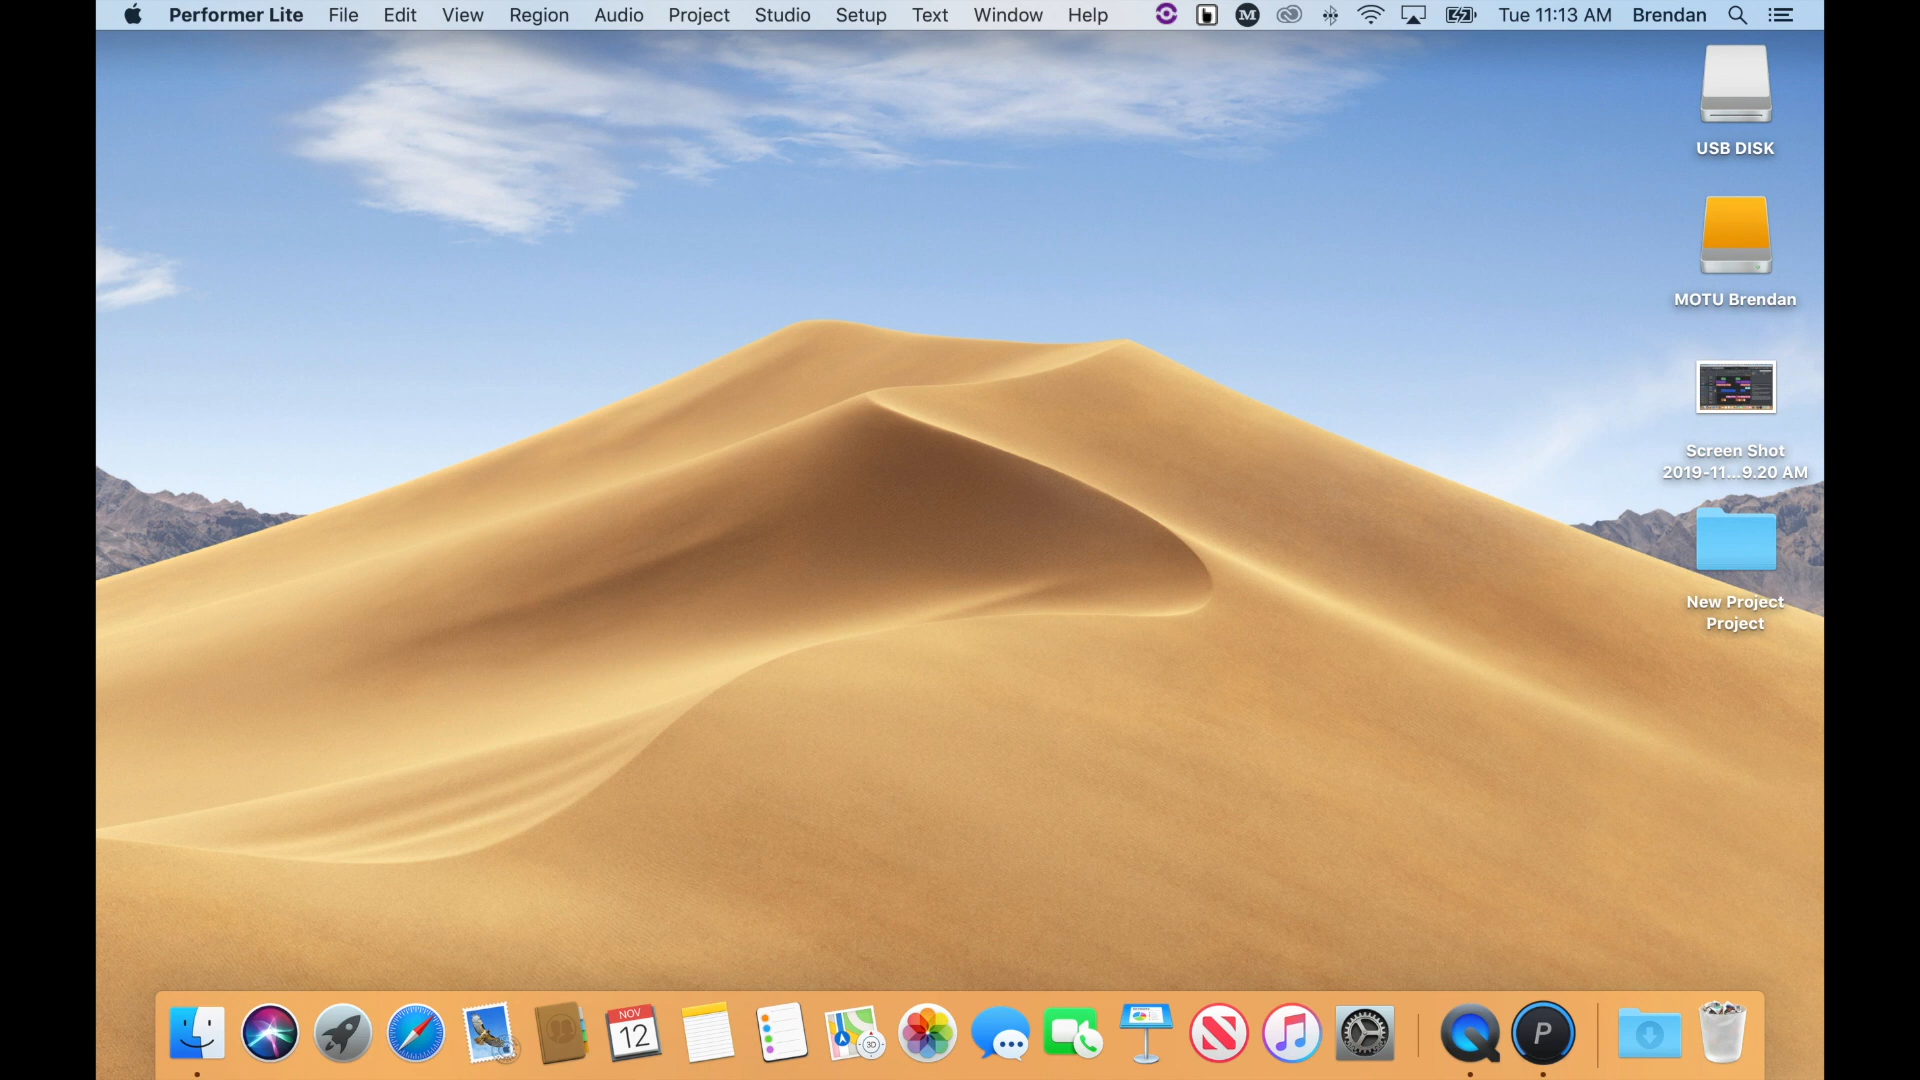 Performer Lite File Edit View Region Audio Project Studio Setup Text Window Help M Tue 11:13 AM Brendan
USB DISK
MOTU Brendan
Screen Shot
2019-11...9.20 AM
New Project
Project
NOV
12
3D
P